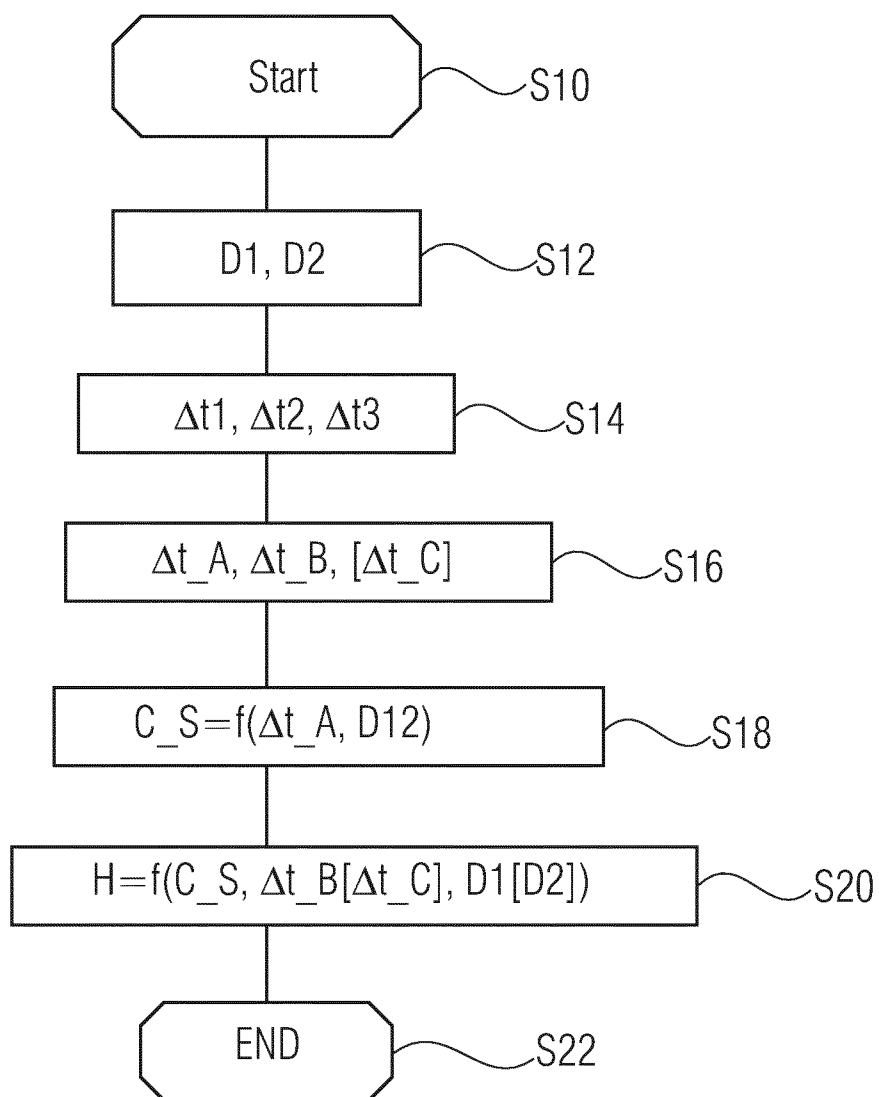 Start
S10
D1, D2
S12
Δt1, Δt2, Δt3
S14
Δt_A, Δt_B, [Δt_C]
S16
C_S=f(Δt_A, D12)
S18
H=f(C_S, Δt_B[Δt_C], D1[D2])
S20
END
S22